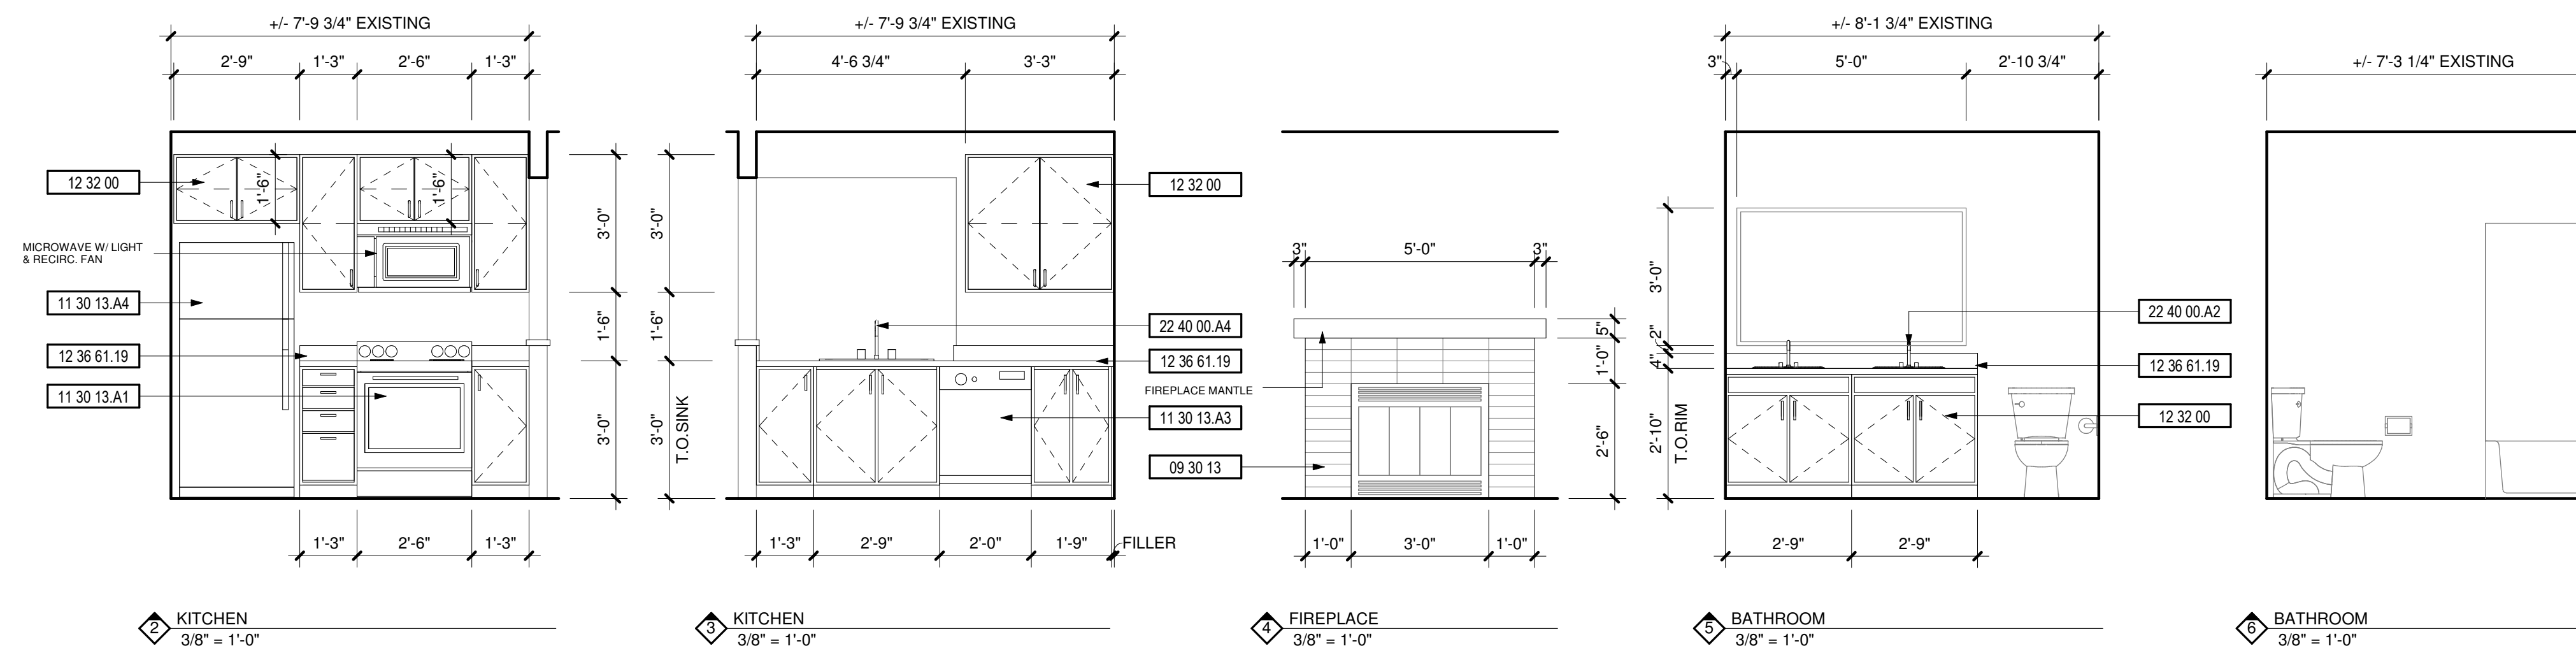 +/- 7'-9 3/4" EXISTING
2'-9" 1'-3" 2'-6" 1'-3"
12 32 00
1'-6" 1'-6"
MICROWAVE W/ LIGHT
& RECIRC. FAN
11 30 13.A4
12 36 61.19
11 30 13.A1
3'-0"
1'-6"
3'-0"
1'-3" 2'-6" 1'-3"
2 KITCHEN
3/8" = 1'-0"
+/- 7'-9 3/4" EXISTING
4'-6 3/4" 3'-3"
3'-0"
1'-6"
3'-0"
T.O.SINK
12 32 00
22 40 00.A4
12 36 61.19
11 30 13.A3
1'-3" 2'-9" 2'-0" 1'-9" FILLER
3 KITCHEN
3/8" = 1'-0"
3" 5'-0" 3"
FIREPLACE MANTLE
09 30 13
5"
1'-0"
2'-6"
1'-0" 3'-0" 1'-0"
4 FIREPLACE
3/8" = 1'-0"
+/- 8'-1 3/4" EXISTING
3" 5'-0" 2'-10 3/4"
3'-0"
2"
4"
2'-10"
T.O.RIM
22 40 00.A2
12 36 61.19
12 32 00
2'-9" 2'-9"
5 BATHROOM
3/8" = 1'-0"
+/- 7'-3 1/4" EXISTING
6 BATHROOM
3/8" = 1'-0"